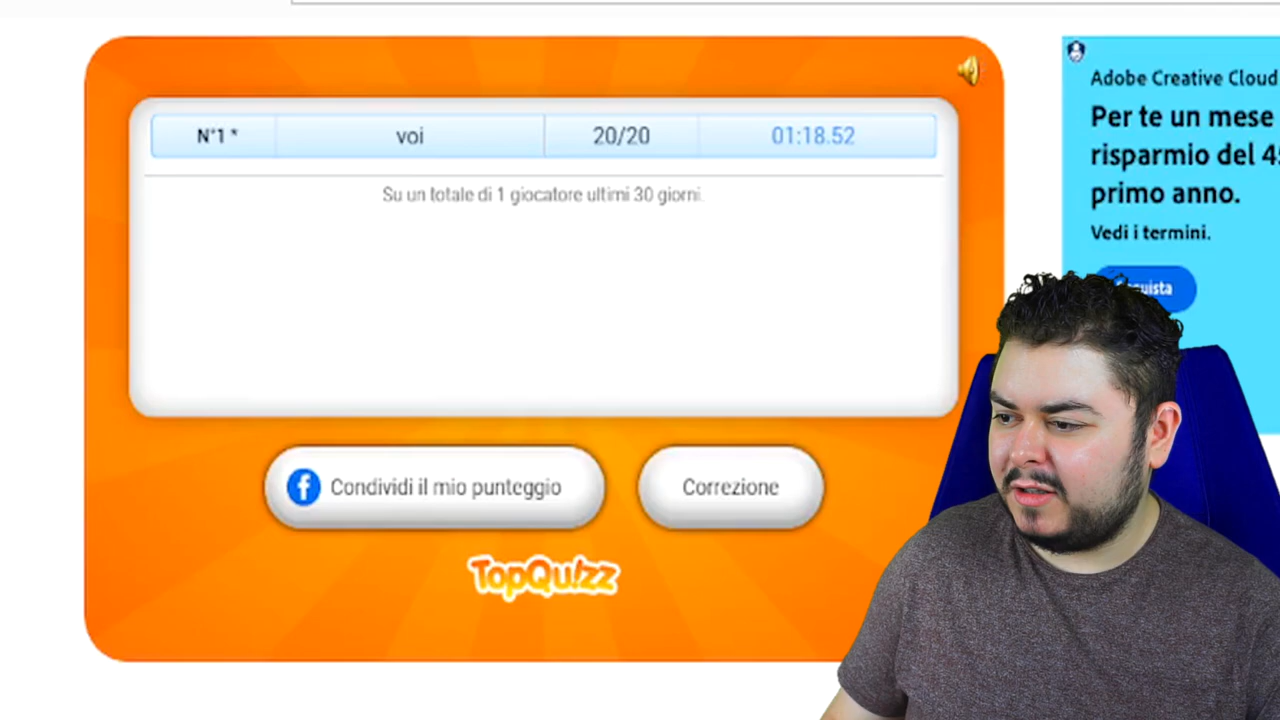 N°1 * voi 20/20 01:18.52
Su un totale di 1 giocatore ultimi 30 giorni.
Condividi il mio punteggio
Correzione
TopQuizz
Adobe Creative Cloud
Per te un mese
risparmio del
primo anno.
Vedi i termini.